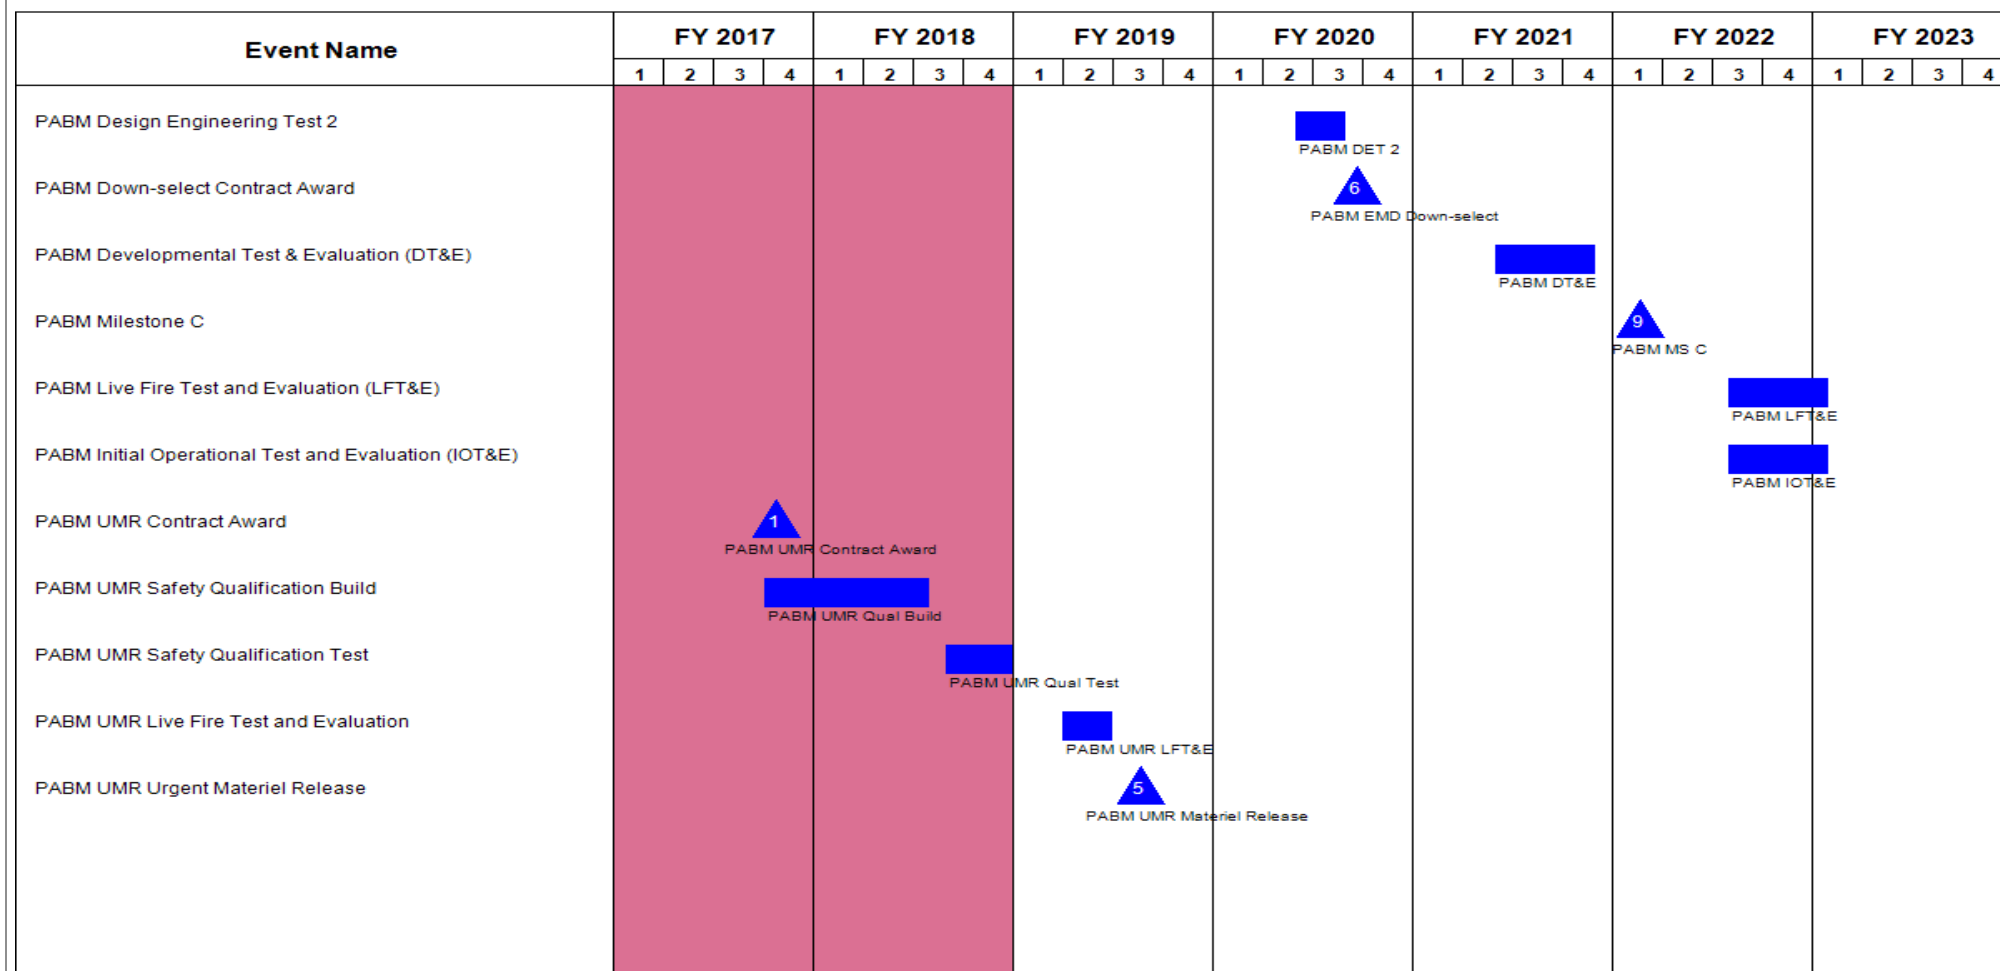 Event Name
FY 2017 FY 2018 FY 2019 FY 2020 FY 2021 FY 2022 FY 2023
1 2 3 4 1 2 3 4 1 2 3 4 1 2 3 4 1 2 3 4 1 2 3 4 1 2 3 4
PABM Design Engineering Test 2
PABM DET 2
PABM Down-select Contract Award
6
PABM EMD Down-select
PABM Developmental Test & Evaluation (DT&E)
PABM DT&E
PABM Milestone C
9
PABM MS C
PABM Live Fire Test and Evaluation (LFT&E)
PABM LFT&E
PABM Initial Operational Test and Evaluation (IOT&E)
PABM IOT&E
PABM UMR Contract Award
1
PABM UMR Contract Award
PABM UMR Safety Qualification Build
PABM UMR Qual Build
PABM UMR Safety Qualification Test
PABM UMR Qual Test
PABM UMR Live Fire Test and Evaluation
PABM UMR LFT&E
PABM UMR Urgent Materiel Release
5
PABM UMR Materiel Release